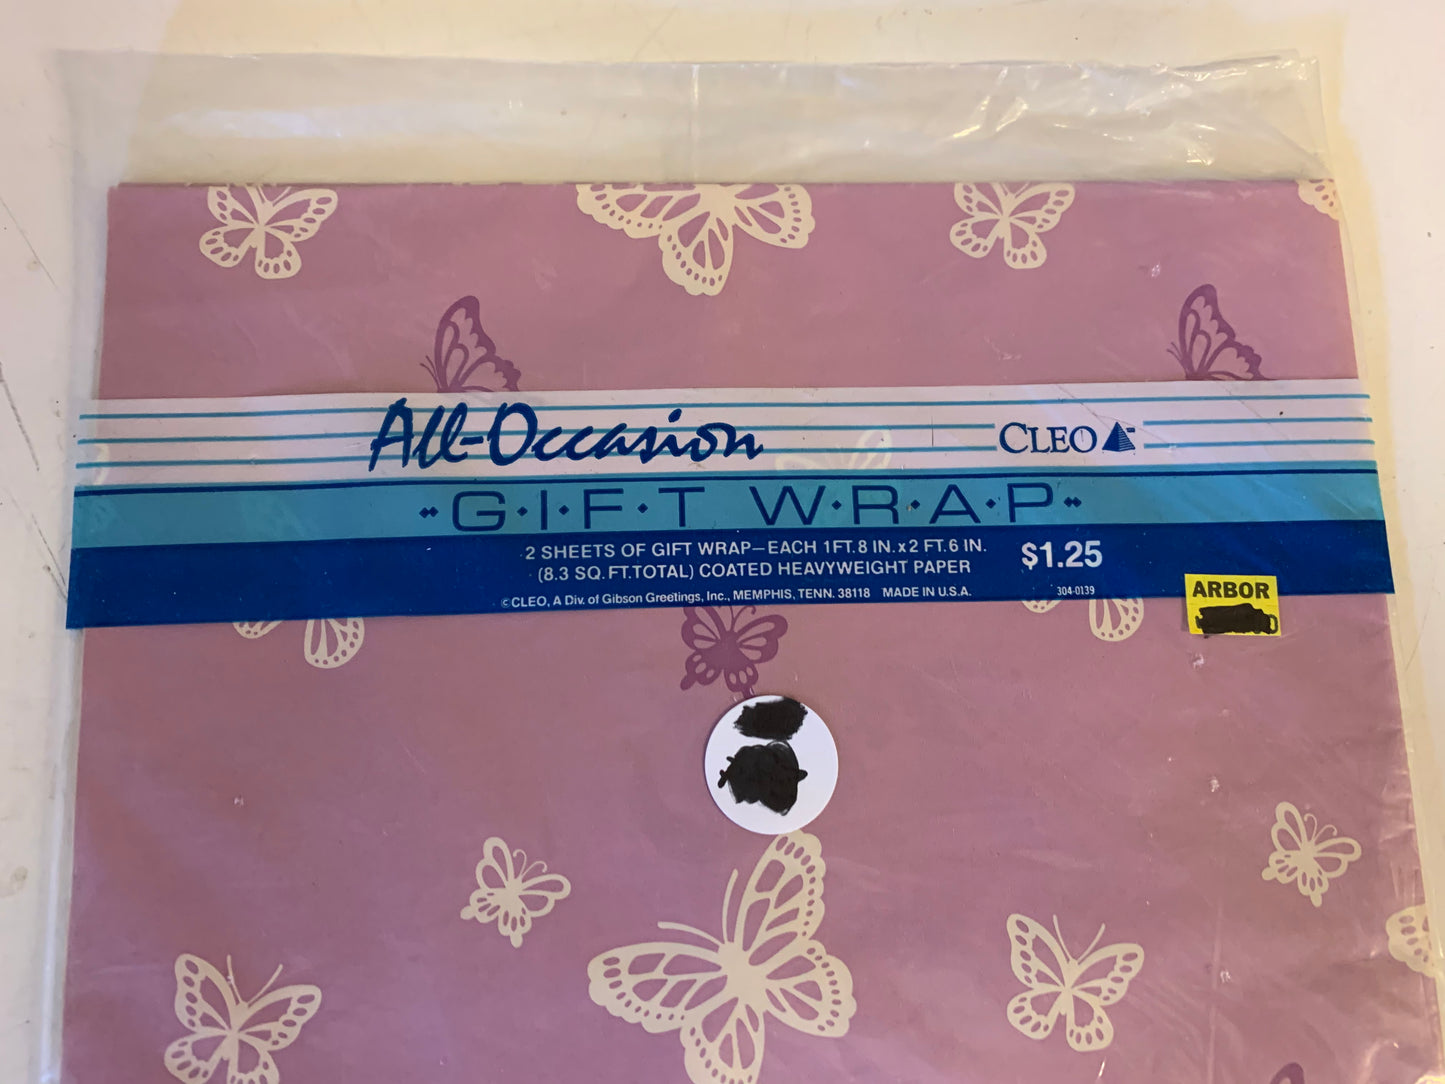 All-Occasion
CLEO
G·I·F·T W·R·A·P
2 SHEETS OF GIFT WRAP—EACH 1FT. 8 IN. x 2 FT. 6 IN.
(8.3 SQ. FT. TOTAL) COATED HEAVYWEIGHT PAPER
$1.25
© CLEO, A Div. of Gibson Greetings, Inc., MEMPHIS, TENN. 38118 MADE IN U.S.A.
304-0139
ARBOR